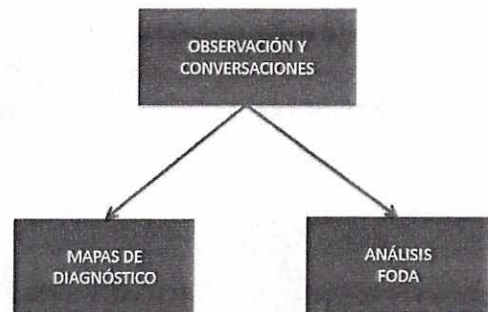 OBSERVACIÓN Y
CONVERSACIONES
MAPAS DE
DIAGNÓSTICO
ANÁLISIS
FODA